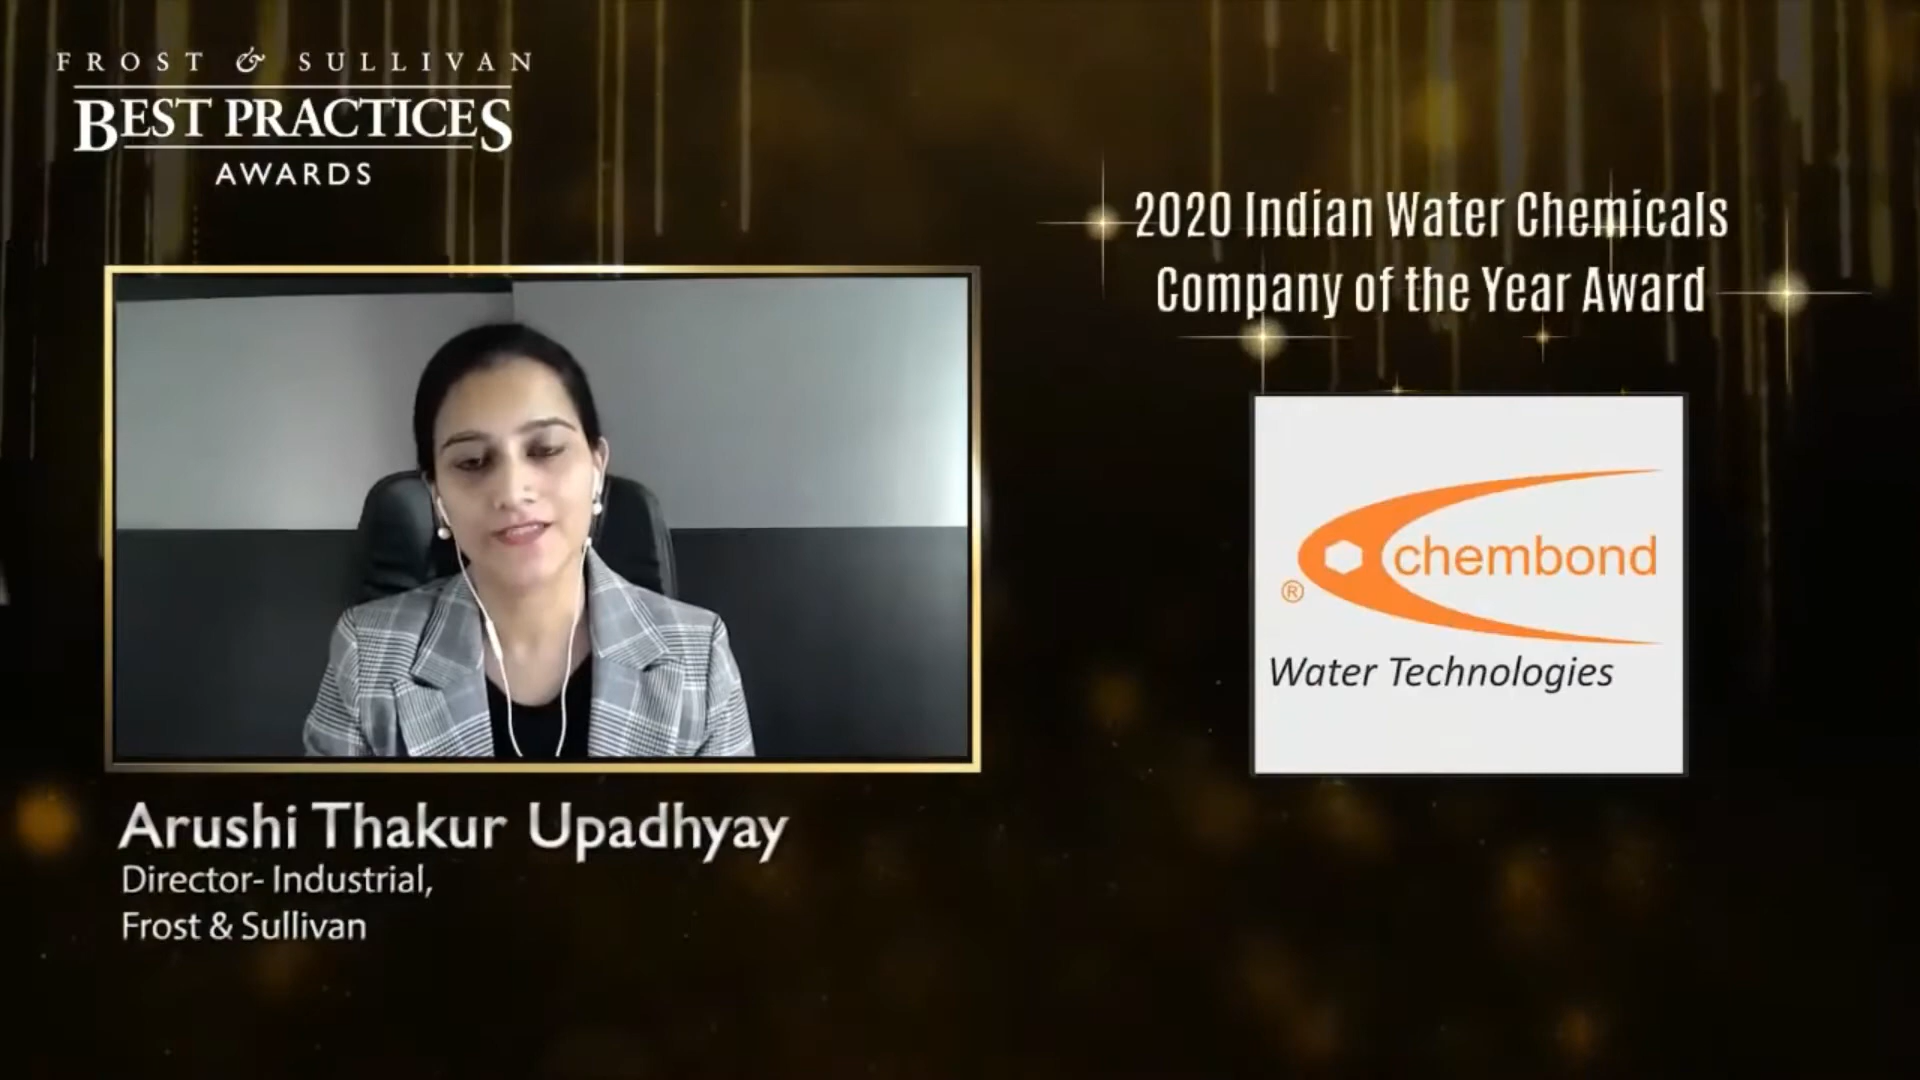 FROST & SULLIVAN
BEST PRACTICES
AWARDS
2020 Indian Water Chemicals
Company of the Year Award
chembond
®
Water Technologies
Arushi Thakur Upadhyay
Director- Industrial,
Frost & Sullivan